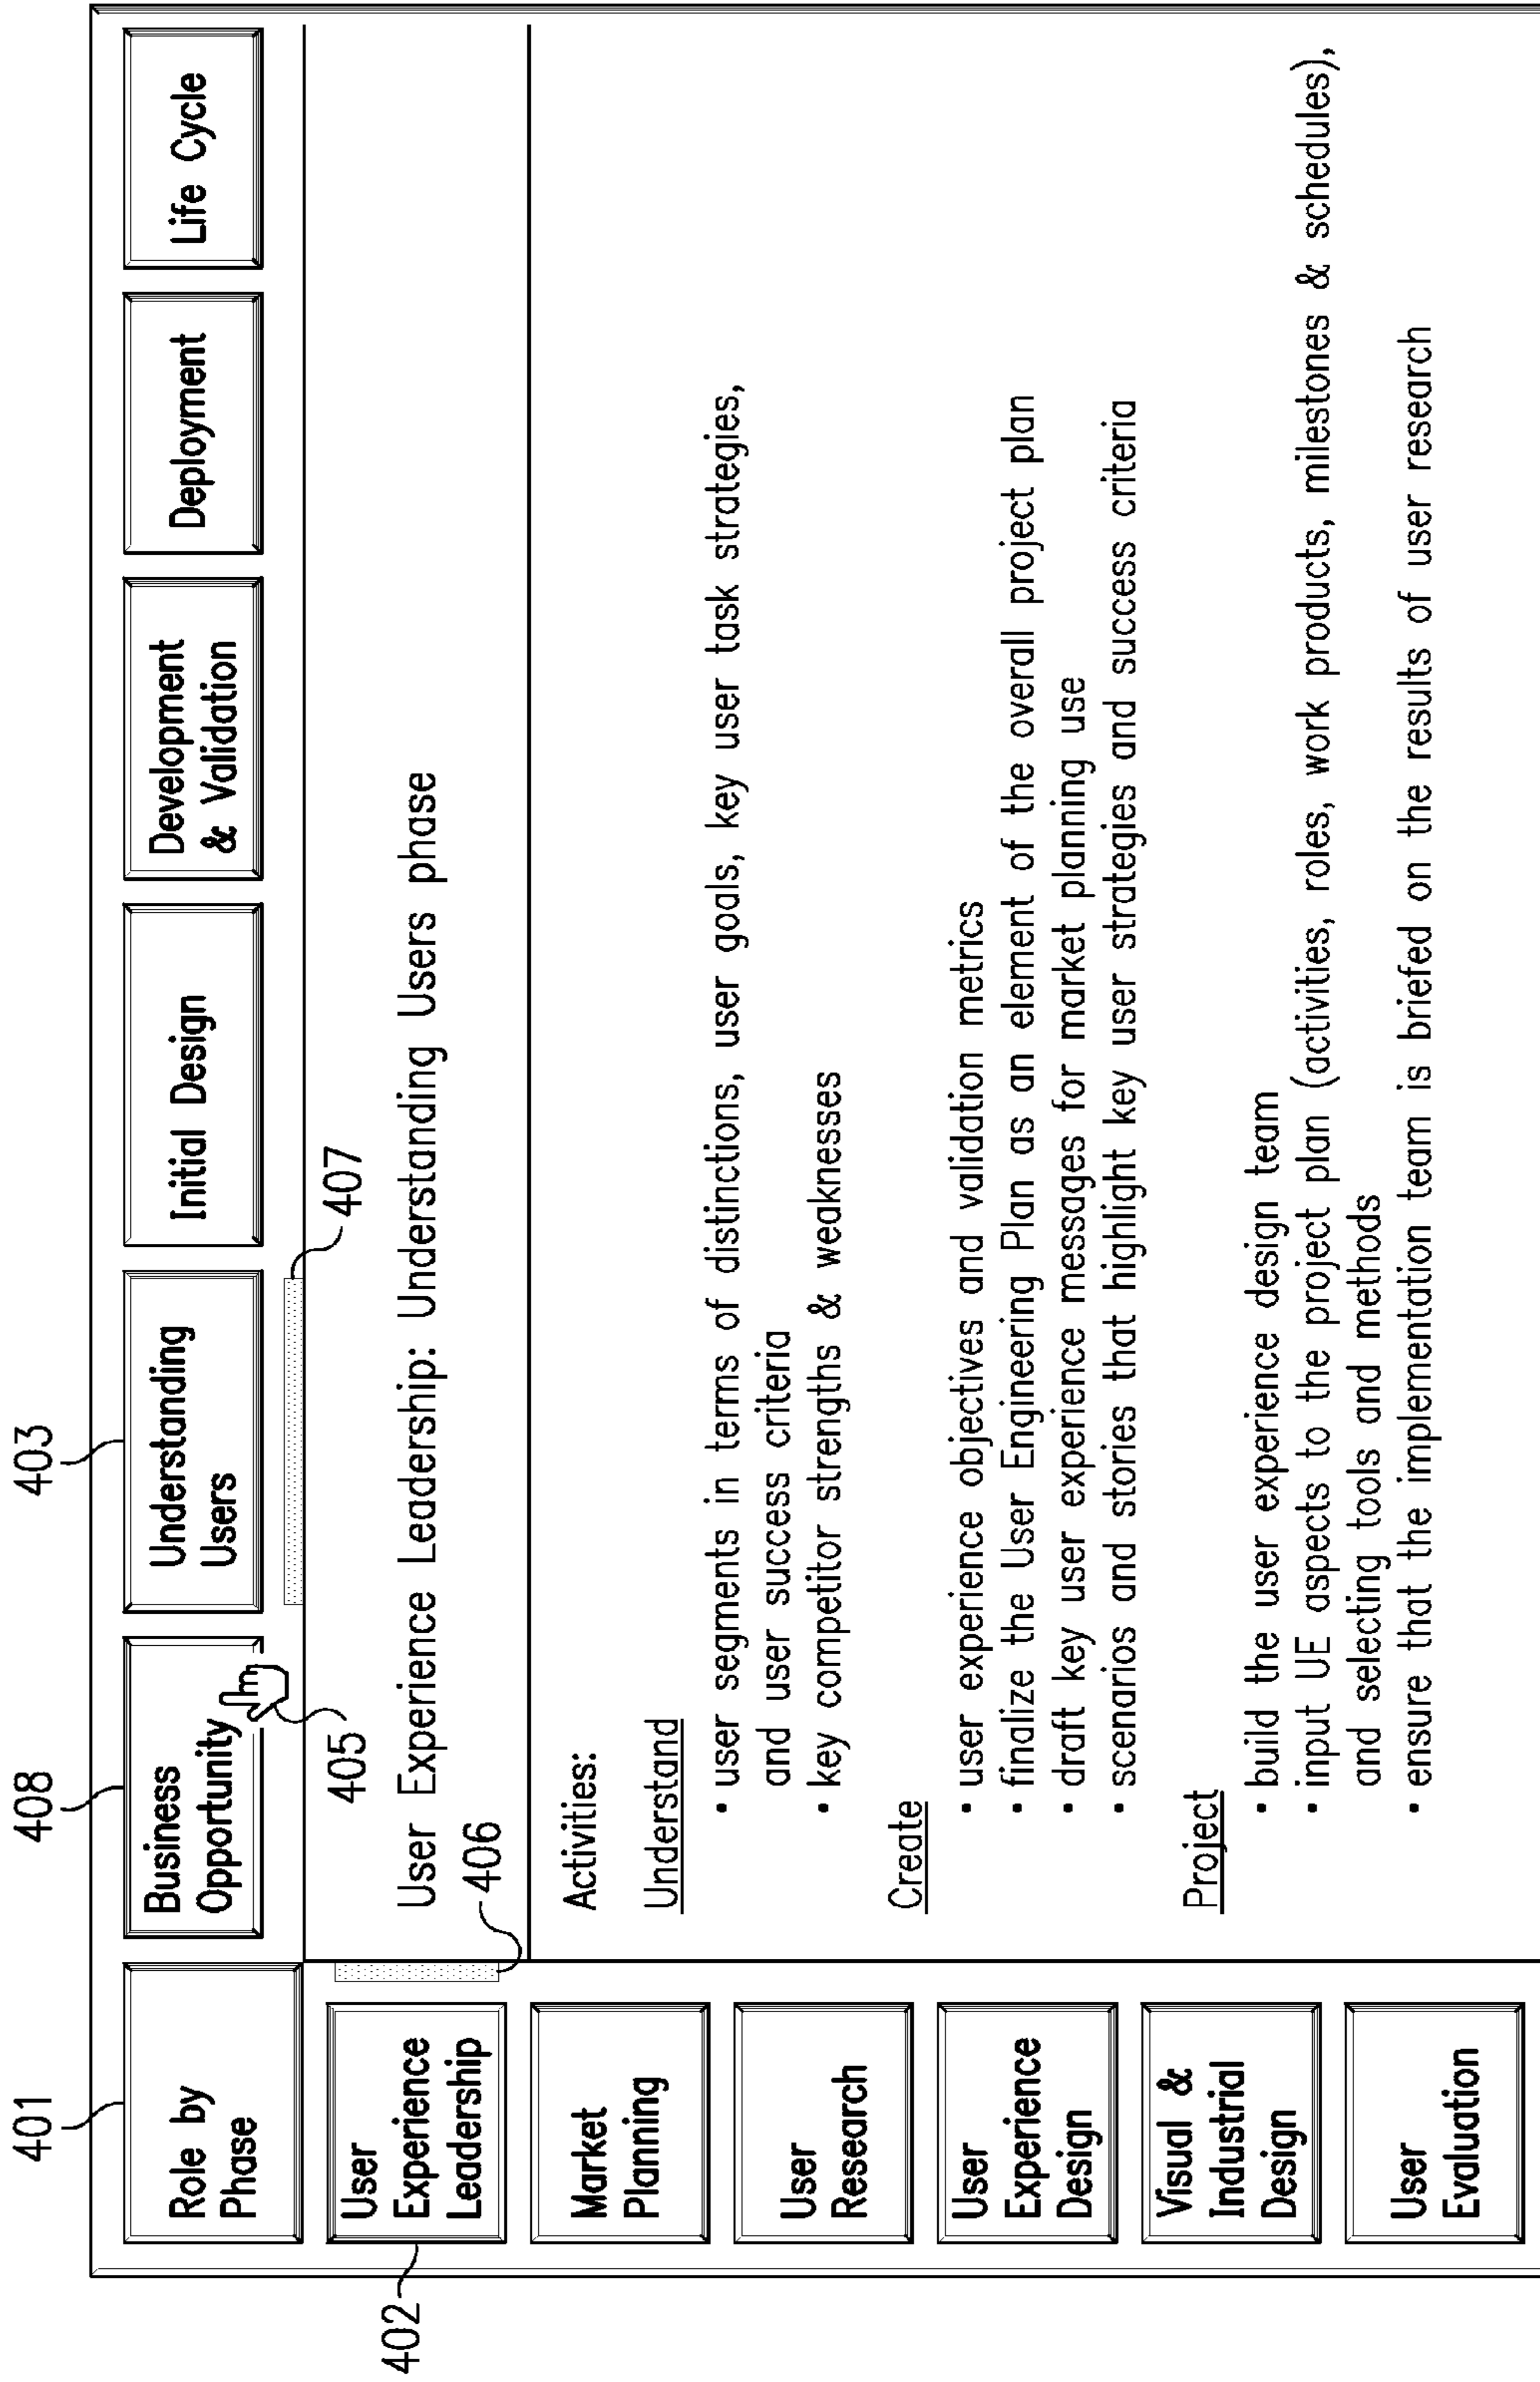 401
408
403
Role by
Phase
Business
Opportunity
Understanding
Users
Initial Design
Development
& Validation
Deployment
Life Cycle
405
407
402
User
Experience
Leadership
406
User Experience Leadership: Understanding Users phase
Market
Planning
User
Research
User
Experience
Design
Visual &
Industrial
Design
User
Evaluation
Activities:
Understand
• user segments in terms of distinctions, user goals, key user task strategies,
and user success criteria
• key competitor strengths & weaknesses
Create
• user experience objectives and validation metrics
• finalize the User Engineering Plan as an element of the overall project plan
• draft key user experience messages for market planning use
• scenarios and stories that highlight key user strategies and success criteria
Project
• build the user experience design team
• input UE aspects to the project plan (activities, roles, work products, milestones & schedules),
and selecting tools and methods
• ensure that the implementation team is briefed on the results of user research